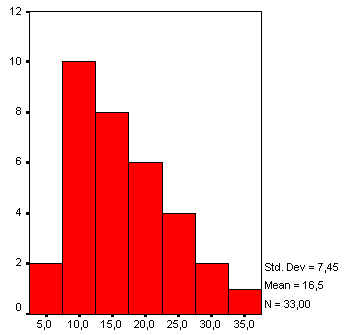 12
10
8
6
4
2
0
5,0 10,0 15,0 20,0 25,0 30,0 35,0
Std. Dev = 7,45
Mean = 16,5
N = 33,00